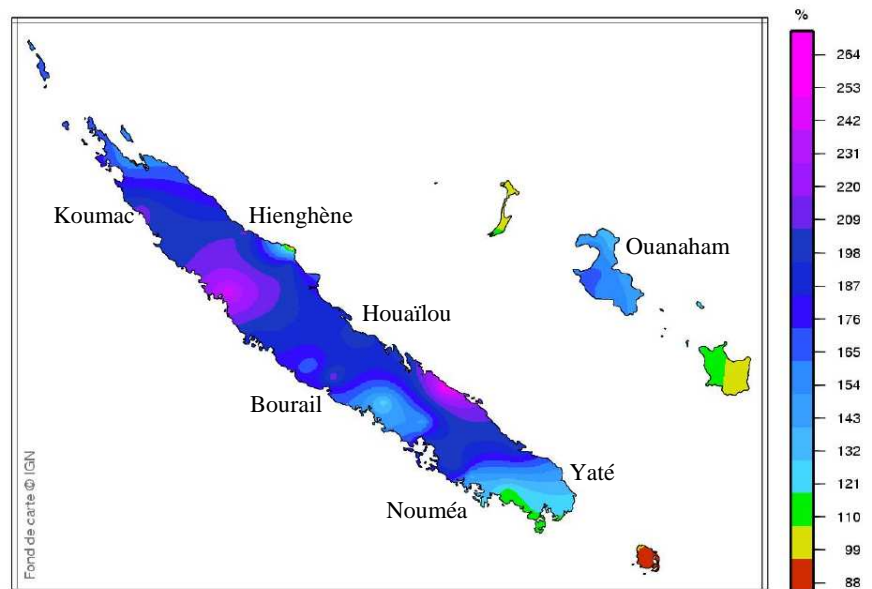 %
264
253
242
231
220
209
198
187
176
165
154
143
132
121
110
99
88
Koumac
Hienghène
Ouanaham
Houaïlou
Bourail
Yaté
Nouméa
Fond de carte © IGN